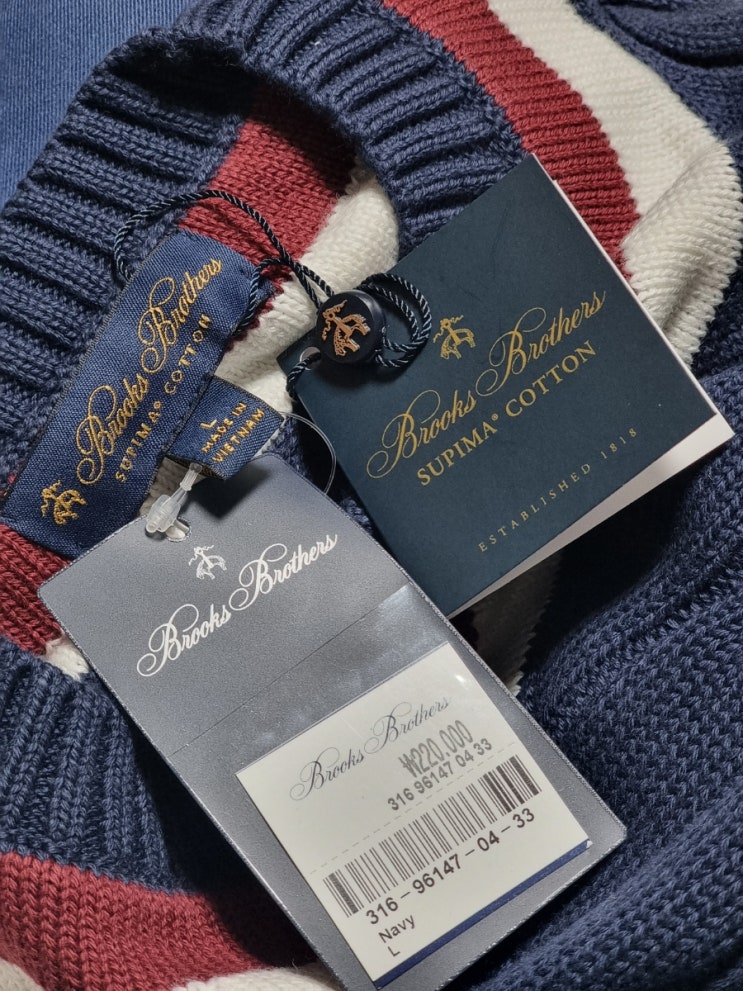 Brooks Brothers
SUPIMA® COTTON
L
MADE IN
VIETNAM
Brooks Brothers
SUPIMA® COTTON
ESTABLISHED 1818
Brooks Brothers
Brooks Brothers
₩220,000
316 96147 04 33
316-96147-04-33
Navy
L